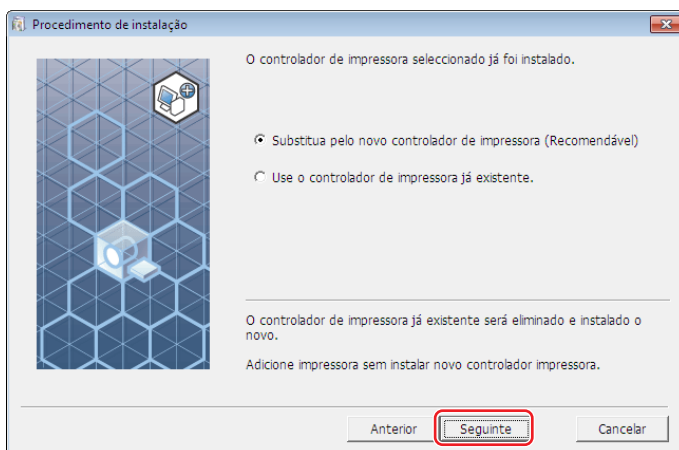 Procedimento de instalação
O controlador de impressora seleccionado já foi instalado.
Substitua pelo novo controlador de impressora (Recomendável)
Use o controlador de impressora já existente.
O controlador de impressora já existente será eliminado e instalado o
novo.
Adicione impressora sem instalar novo controlador impressora.
Anterior
Seguinte
Cancelar